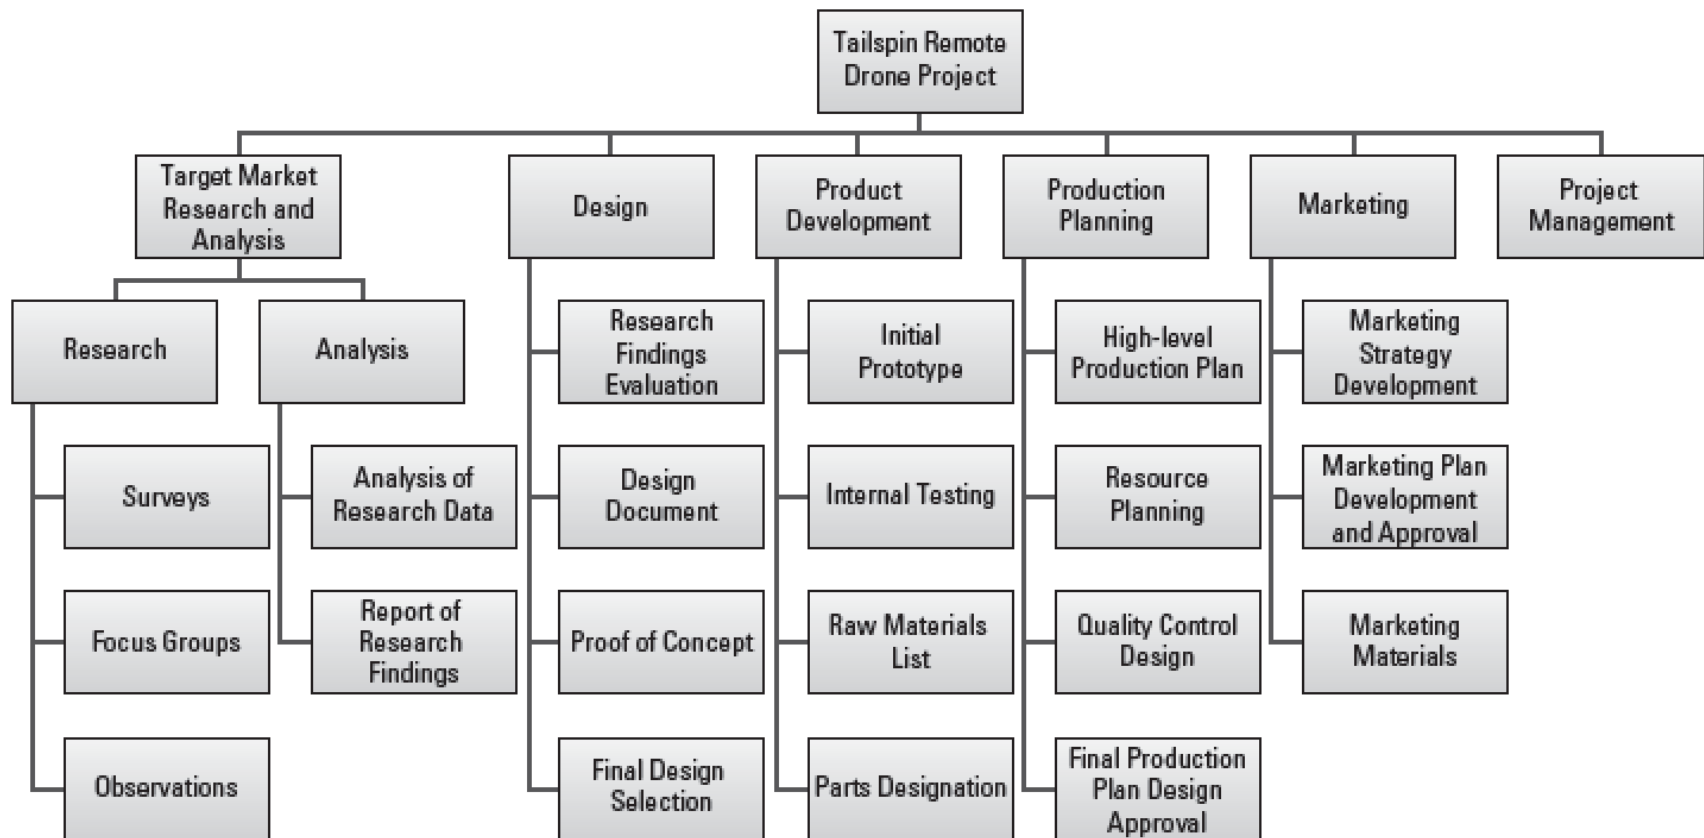 Tailspin Remote
Drone Project
Target Market
Research and
Analysis
Design
Product
Development
Production
Planning
Marketing
Project
Management
Research
Analysis
Research
Findings
Evaluation
Initial
Prototype
High-level
Production Plan
Marketing
Strategy
Development
Surveys
Analysis of
Research Data
Design
Document
Internal Testing
Resource
Planning
Marketing Plan
Development
and Approval
Focus Groups
Report of
Research
Findings
Proof of Concept
Raw Materials
List
Quality Control
Design
Marketing
Materials
Observations
Final Design
Selection
Parts Designation
Final Production
Plan Design
Approval